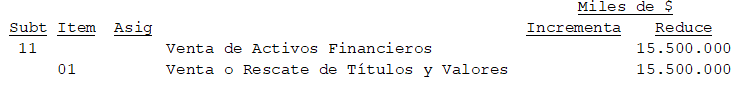 Miles de $
Subt Item Asig Incrementa Reduce
11 Venta de Activos Financieros 15.500.000
01 Venta o Rescate de Títulos y Valores 15.500.000